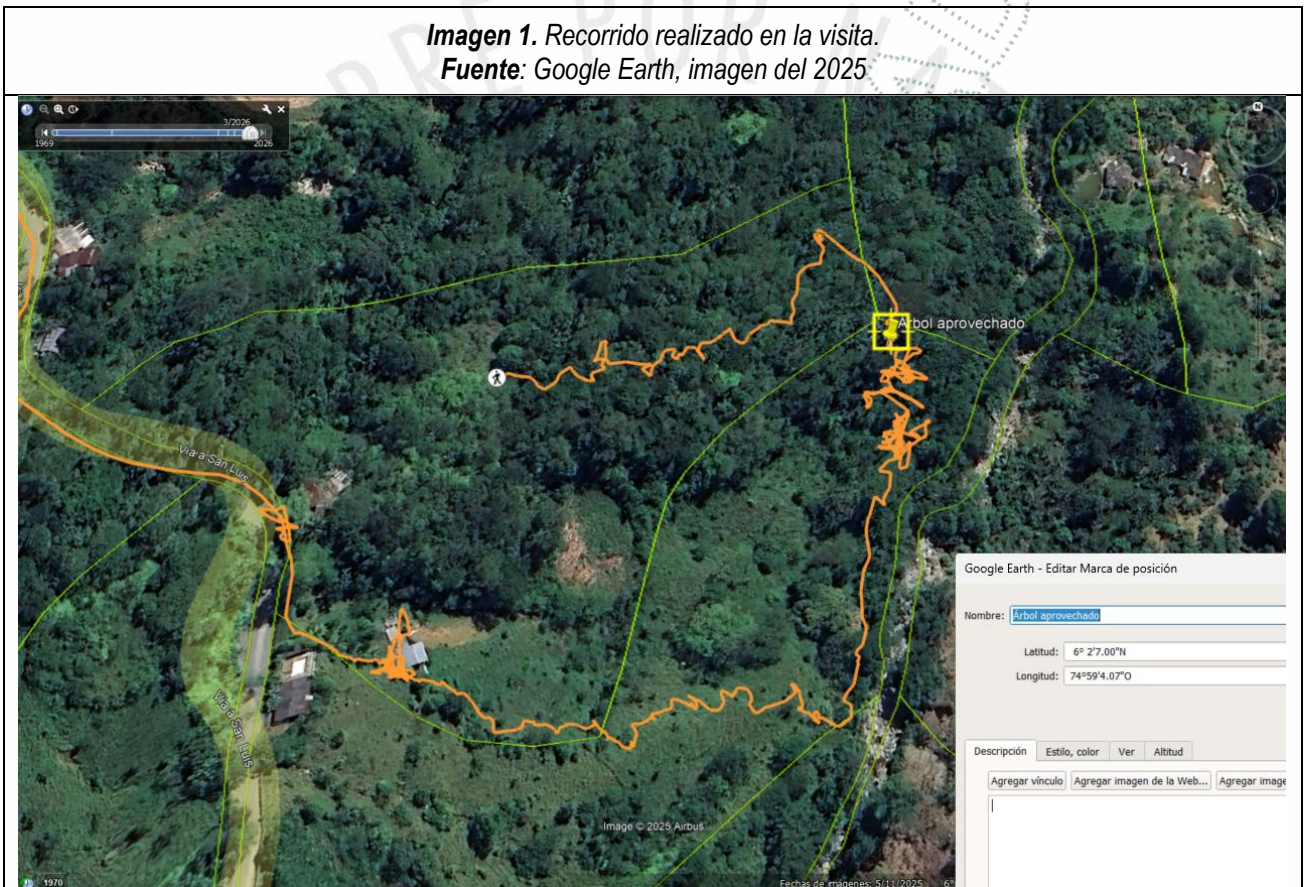 Imagen 1. Recorrido realizado en la visita.
Fuente: Google Earth, imagen del 2025
3/2026
1969
2026
N
Árbol aprovechado
Vía a San Luis
Vía a San Luis
Google Earth - Editar Marca de posición
Nombre: Árbol aprovechado
Latitud: 6° 2'7.00"N
Longitud: 74°59'4.07"O
Descripción Estilo, color Ver Altitud
Agregar vínculo Agregar imagen de la Web... Agregar image
Image © 2025 Airbus
1970
Fechas de imágenes: 5/11/2025 6°